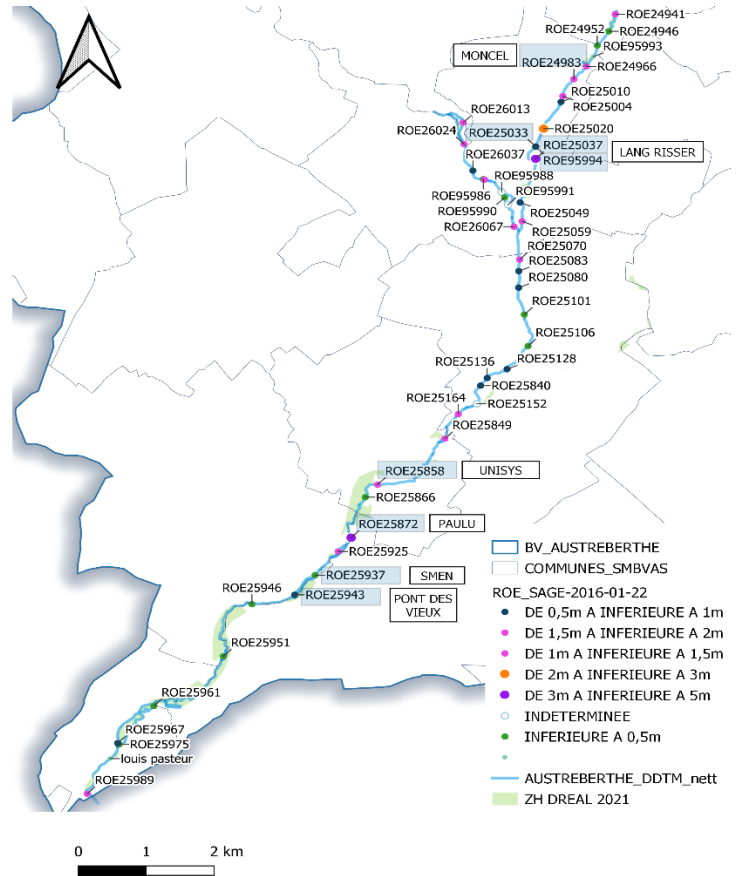 ROE24941
ROE24952
ROE24946
ROE95993
MONCEL
ROE24983
ROE24966
ROE25010
ROE25004
ROE26013
ROE25033
ROE25020
ROE26024
ROE25037
LANG RISSER
ROE95994
ROE26037
ROE95988
ROE95986
ROE95991
ROE95990
ROE25049
ROE26067
ROE25059
ROE25070
ROE25083
ROE25080
ROE25101
ROE25106
ROE25136
ROE25128
ROE25840
ROE25164
ROE25152
ROE25849
ROE25858
UNISYS
ROE25866
ROE25872
PAULU
ROE25925
ROE25937
SMEN
ROE25946
ROE25943
PONT DES
VIEUX
ROE25951
ROE25961
ROE25967
ROE25975
louis pasteur
ROE25989
BV_AUSTREBERTHE
COMMUNES_SMBVAS
ROE_SAGE-2016-01-22
DE 0,5m A INFERIEURE A 1m
DE 1,5m A INFERIEURE A 2m
DE 1m A INFERIEURE A 1,5m
DE 2m A INFERIEURE A 3m
DE 3m A INFERIEURE A 5m
INDETERMINEE
INFERIEURE A 0,5m
AUSTREBERTHE_DDTM_nett
ZH DREAL 2021
0 1 2 km